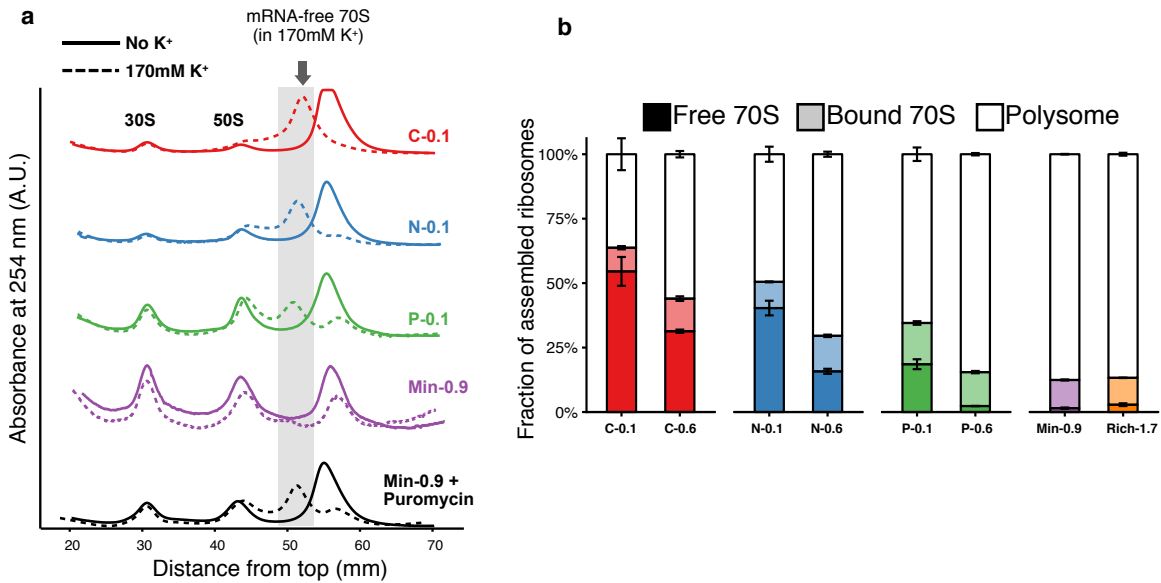 a
mRNA-free 70S
(in 170mM K⁺)
No K⁺
170mM K⁺
30S
50S
C-0.1
N-0.1
P-0.1
Min-0.9
Min-0.9 +
Puromycin
Absorbance at 254 nm (A.U.)
20 30 40 50 60 70
Distance from top (mm)
b
Free 70S Bound 70S Polysome
Fraction of assembled ribosomes
100%
75%
50%
25%
0%
C-0.1 C-0.6 N-0.1 N-0.6 P-0.1 P-0.6 Min-0.9 Rich-1.7